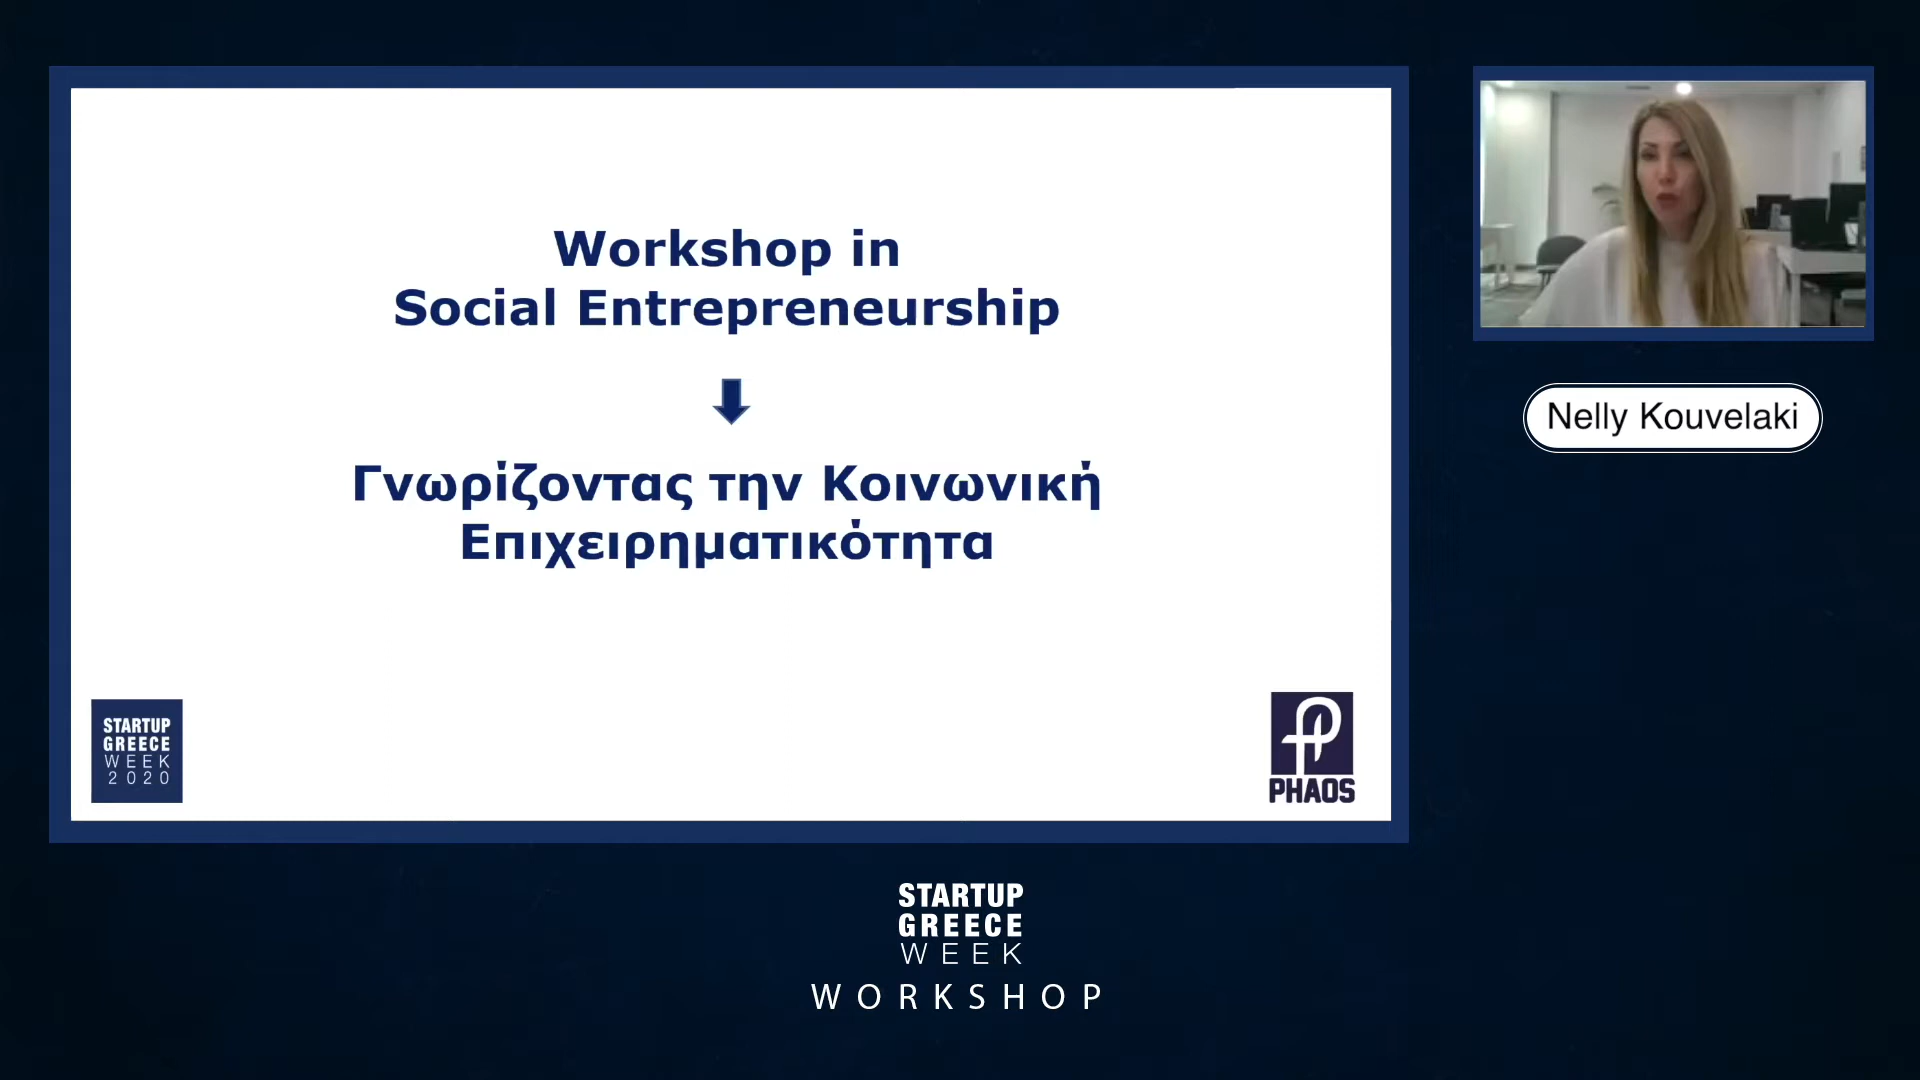 Workshop in
Social Entrepreneurship
Γνωρίζοντας την Κοινωνική
Επιχειρηματικότητα
STARTUP
GREECE
WEEK
2020
PHAOS
Nelly Kouvelaki
STARTUP
GREECE
WEEK
WORKSHOP